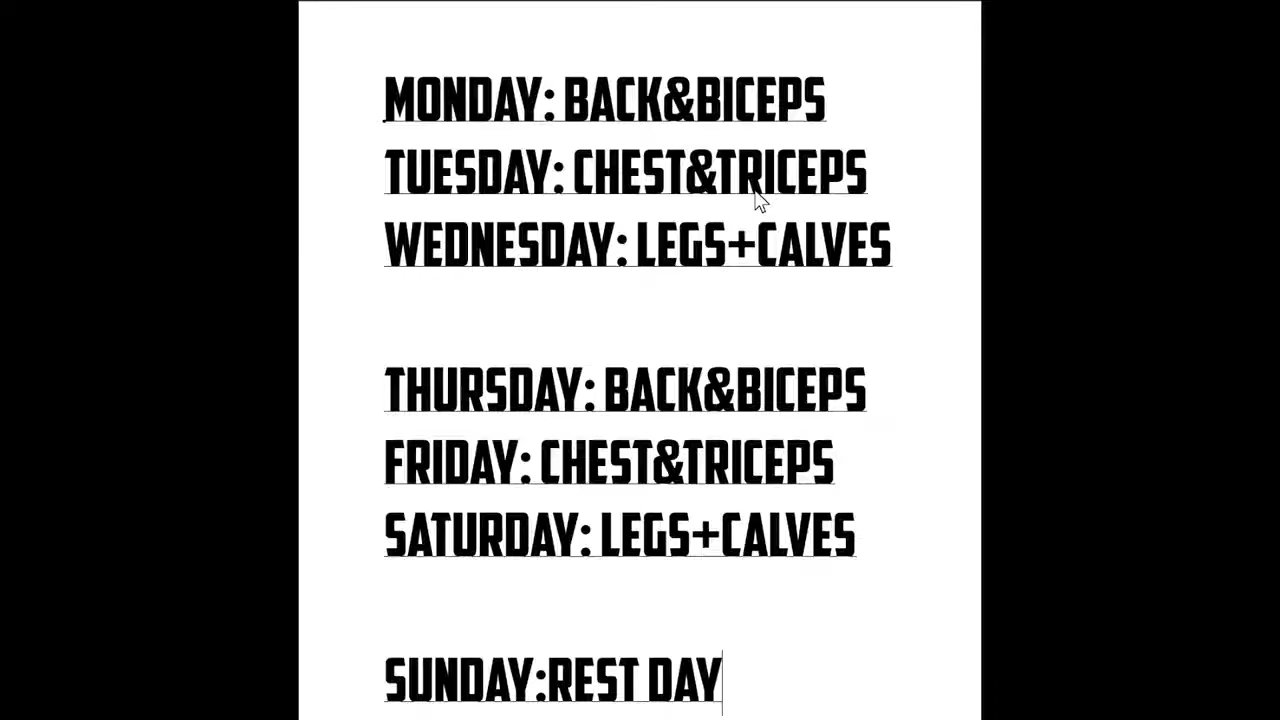 MONDAY: BACK&BICEPS
TUESDAY: CHEST&TRICEPS
WEDNESDAY: LEGS+CALVES
THURSDAY: BACK&BICEPS
FRIDAY: CHEST&TRICEPS
SATURDAY: LEGS+CALVES
SUNDAY:REST DAY